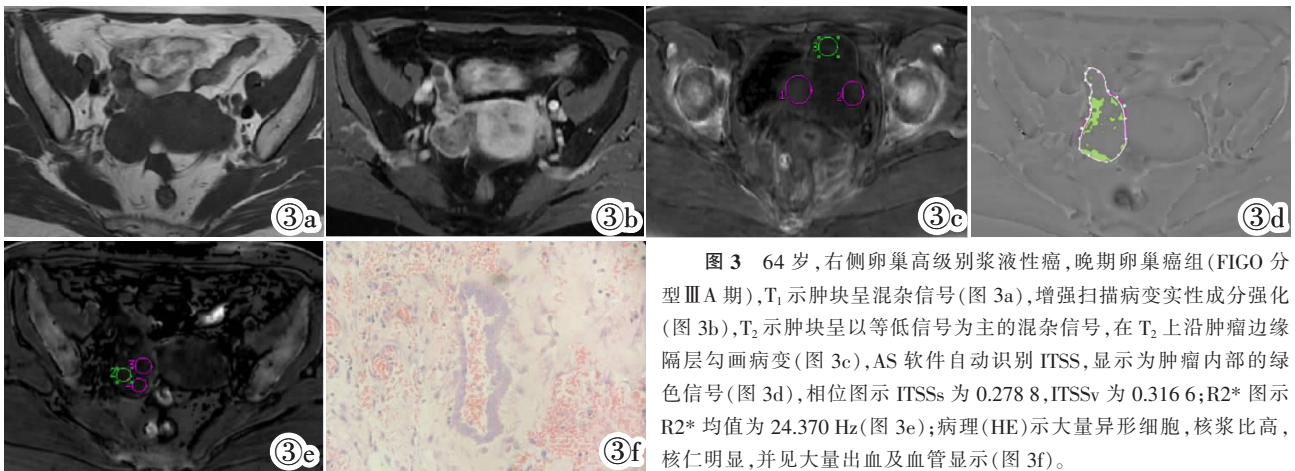 ③a
③b
③c
③d
1
2
3
③e
③f
1
2
3
图 3 64 岁,右侧卵巢高级别浆液性癌,晚期卵巢癌组(FIGO 分
型ⅢA 期),T₁ 示肿块呈混杂信号(图 3a),增强扫描病变实性成分强化
(图 3b),T₂ 示肿块呈以等低信号为主的混杂信号,在 T₂ 上沿肿瘤边缘
隔层勾画病变(图 3c),AS 软件自动识别 ITSS,显示为肿瘤内部的绿
色信号(图 3d),相位图示 ITSSs 为 0.278 8,ITSSv 为 0.316 6;R2* 图示
R2* 均值为 24.370 Hz(图 3e);病理(HE)示大量异形细胞,核浆比高,
核仁明显,并见大量出血及血管显示(图 3f)。